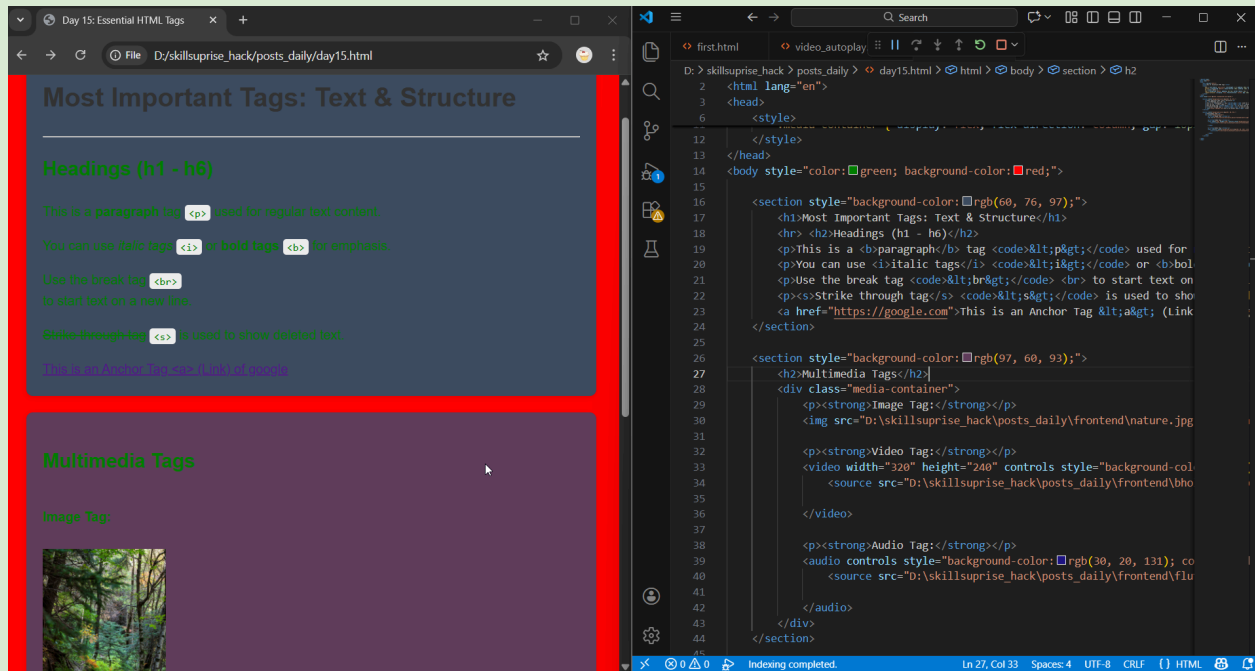 Day 15: Essential HTML Tags
File D:/skillsuprise_hack/posts_daily/day15.html
Most Important Tags: Text & Structure
Headings (h1 - h6)
This is a paragraph tag <p> used for regular text content.
You can use italic tags <i> or bold tags <b> for emphasis.
Use the break tag <br>
to start text on a new line.
Strike through tag <s> is used to show deleted text.
This is an Anchor Tag <a> (Link) of google
Multimedia Tags
Image Tag:
Search
first.html
video_autoplay
D: > skillsuprise_hack > posts_daily > day15.html > html > body > section > h2
2 <html lang="en">
3 <head>
6 <style>
12 </style>
13 </head>
14 <body style="color: green; background-color: red;">
15
16 <section style="background-color: rgb(60, 76, 97);">
17 <h1>Most Important Tags: Text & Structure</h1>
18 <hr> <h2>Headings (h1 - h6)</h2>
19 <p>This is a <b>paragraph</b> tag <code>&lt;p&gt;</code> used for
20 <p>You can use <i>italic tags</i> <code>&lt;i&gt;</code> or <b>bol
21 <p>Use the break tag <code>&lt;br&gt;</code> <br> to start text on
22 <p><s>Strike through tag</s> <code>&lt;s&gt;</code> is used to sho
23 <a href="https://google.com">This is an Anchor Tag &lt;a&gt; (Link
24 </section>
25
26 <section style="background-color: rgb(97, 60, 93);">
27 <h2>Multimedia Tags</h2>
28 <div class="media-container">
29 <p><strong>Image Tag:</strong></p>
30 <img src="D:\skillsuprise_hack\posts_daily\frontend\nature.jpg
31
32 <p><strong>Video Tag:</strong></p>
33 <video width="320" height="240" controls style="background-col
34 <source src="D:\skillsuprise_hack\posts_daily\frontend\bho
35
36 </video>
37
38 <p><strong>Audio Tag:</strong></p>
39 <audio controls style="background-color: rgb(30, 20, 131); co
40 <source src="D:\skillsuprise_hack\posts_daily\frontend\flu
41
42 </audio>
43 </div>
44 </section>
45
1
0 0 Indexing completed. Ln 27, Col 33 Spaces: 4 UTF-8 CRLF {} HTML